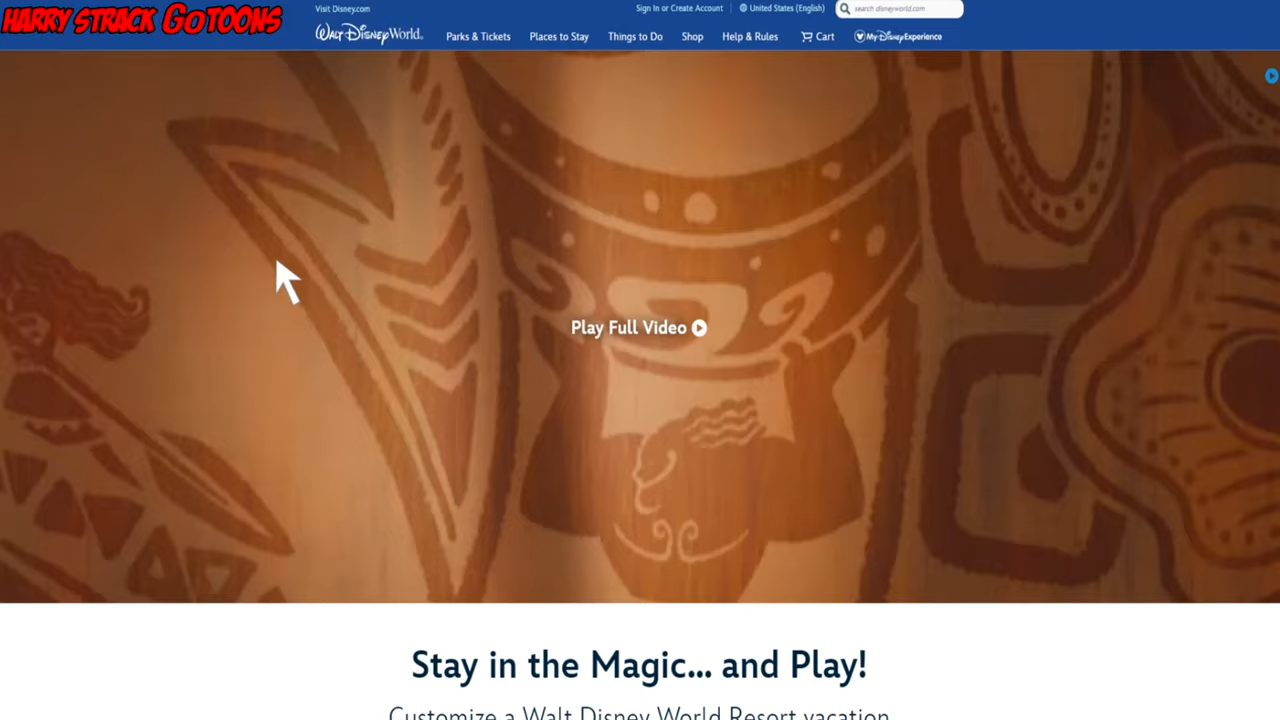 HARRY STRACK GOTOONS
Visit Disney.com
Sign In or Create Account
United States (English)
search disneyworld.com
Walt Disney World.
Parks & Tickets
Places to Stay
Things to Do
Shop
Help & Rules
Cart
My Disney Experience
Play Full Video
Stay in the Magic... and Play!
Customize a Walt Disney World Resort vacation